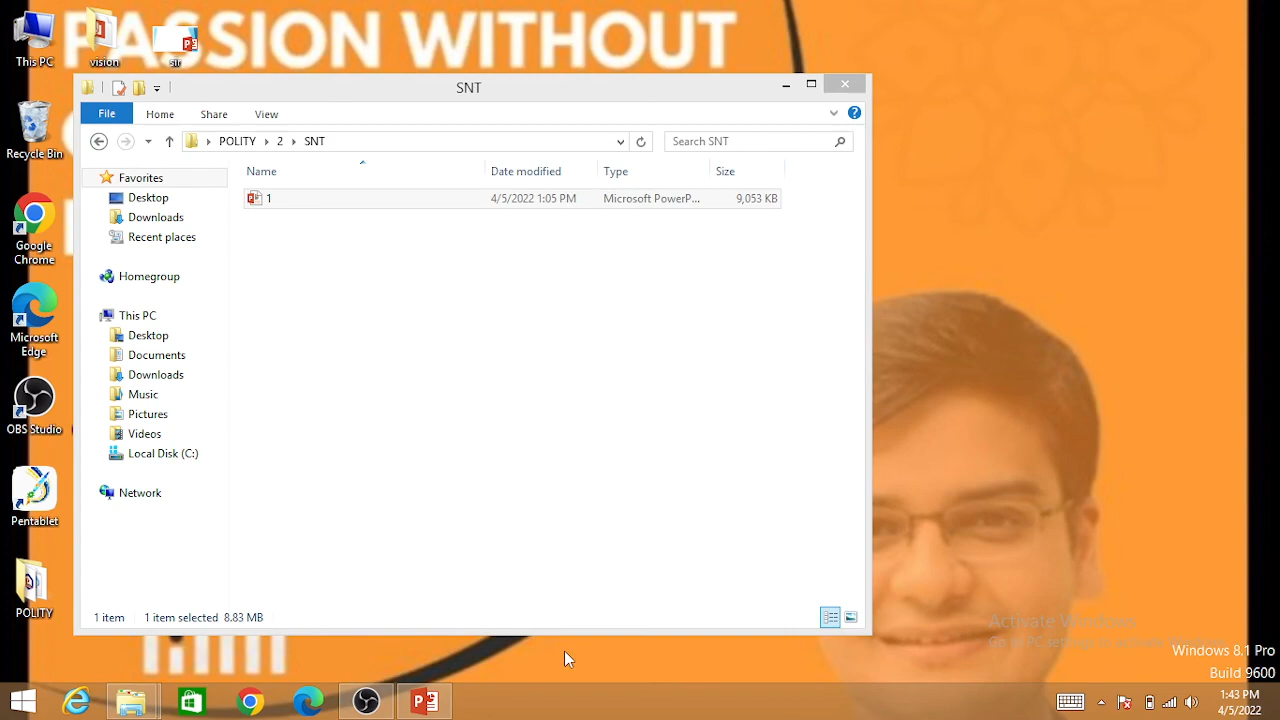 PASSION WITHOUT
This PC
vision
sir
SNT
File
Home
Share
View
POLITY
2
SNT
Search SNT
Recycle Bin
Name
Date modified
Type
Size
Favorites
1
4/5/2022 1:05 PM
Microsoft PowerP...
9,053 KB
Desktop
Downloads
Recent places
Google
Chrome
Homegroup
This PC
Desktop
Microsoft
Edge
Documents
Downloads
Music
Pictures
OBS Studio
Videos
Local Disk (C:)
Network
Pentablet
POLITY
1 item
1 item selected
8.83 MB
Activate Windows
Go to PC settings to activate Windows.
Windows 8.1 Pro
Build 9600
1:43 PM
4/5/2022